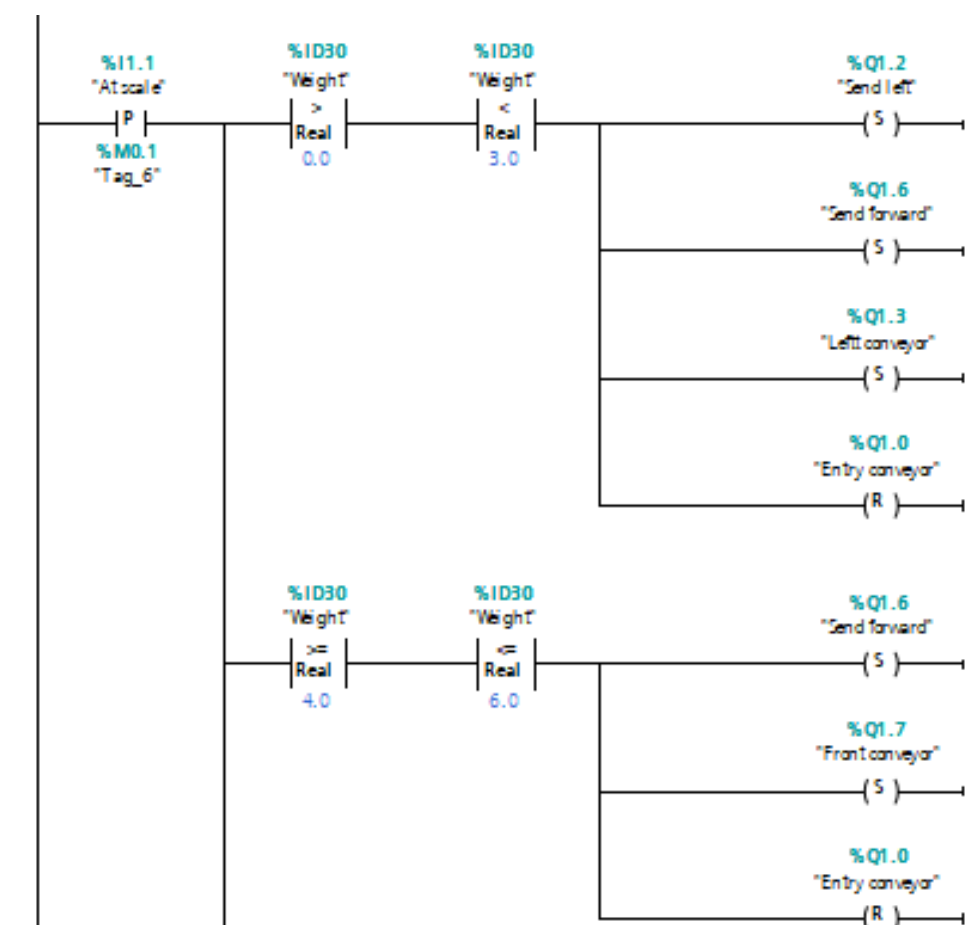 %I1.1
"At scale"
P
%M0.1
"Tag_6"
%ID30
"Weight"
>
Real
0.0
%ID30
"Weight"
<
Real
3.0
%Q1.2
"Send left"
S
%Q1.6
"Send forward"
S
%Q1.3
"Leftt conveyor"
S
%Q1.0
"Entry conveyor"
R
%ID30
"Weight"
>=
Real
4.0
%ID30
"Weight"
<=
Real
6.0
%Q1.6
"Send forward"
S
%Q1.7
"Front conveyor"
S
%Q1.0
"Entry conveyor"
R